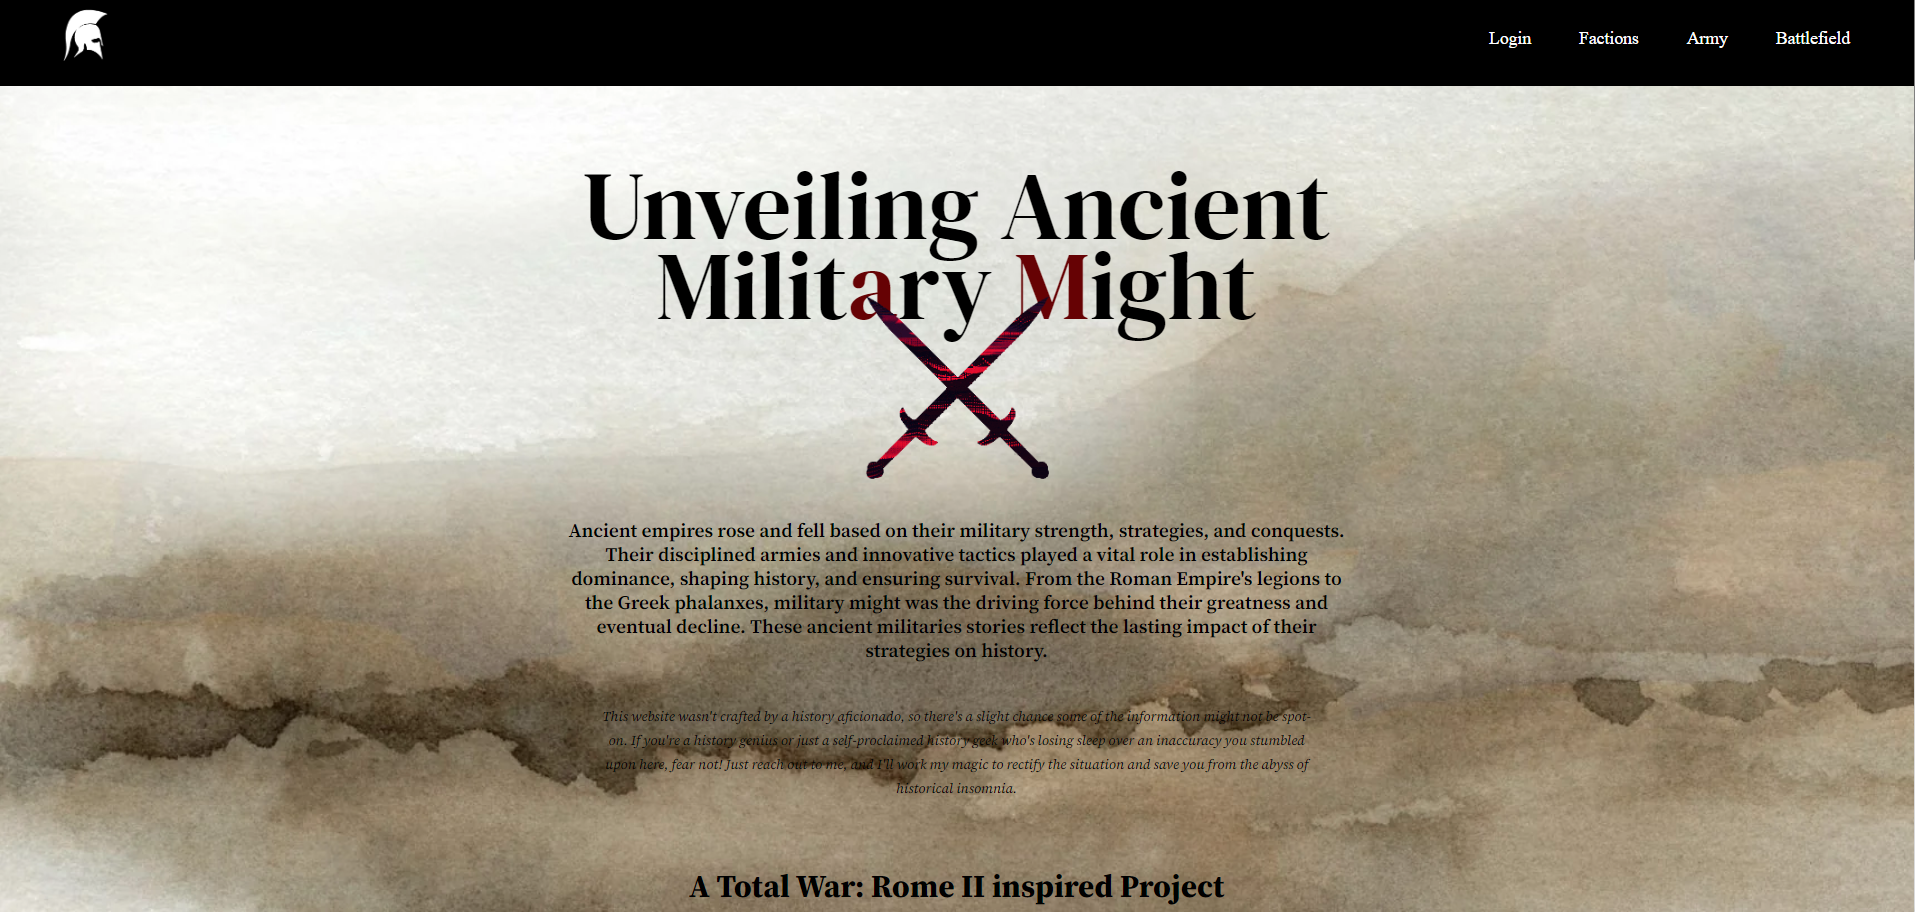 Login Factions Army Battlefield
Unveiling Ancient
Military Might
Ancient empires rose and fell based on their military strength, strategies, and conquests.
Their disciplined armies and innovative tactics played a vital role in establishing
dominance, shaping history, and ensuring survival. From the Roman Empire's legions to
the Greek phalanxes, military might was the driving force behind their greatness and
eventual decline. These ancient militaries stories reflect the lasting impact of their
strategies on history.
This website wasn't crafted by a history aficionado, so there's a slight chance some of the information might not be spot-
on. If you're a history genius or just a self-proclaimed history geek who's losing sleep over an inaccuracy you stumbled
upon here, fear not! Just reach out to me, and I'll work my magic to rectify the situation and save you from the abyss of
historical insomnia.
A Total War: Rome II inspired Project